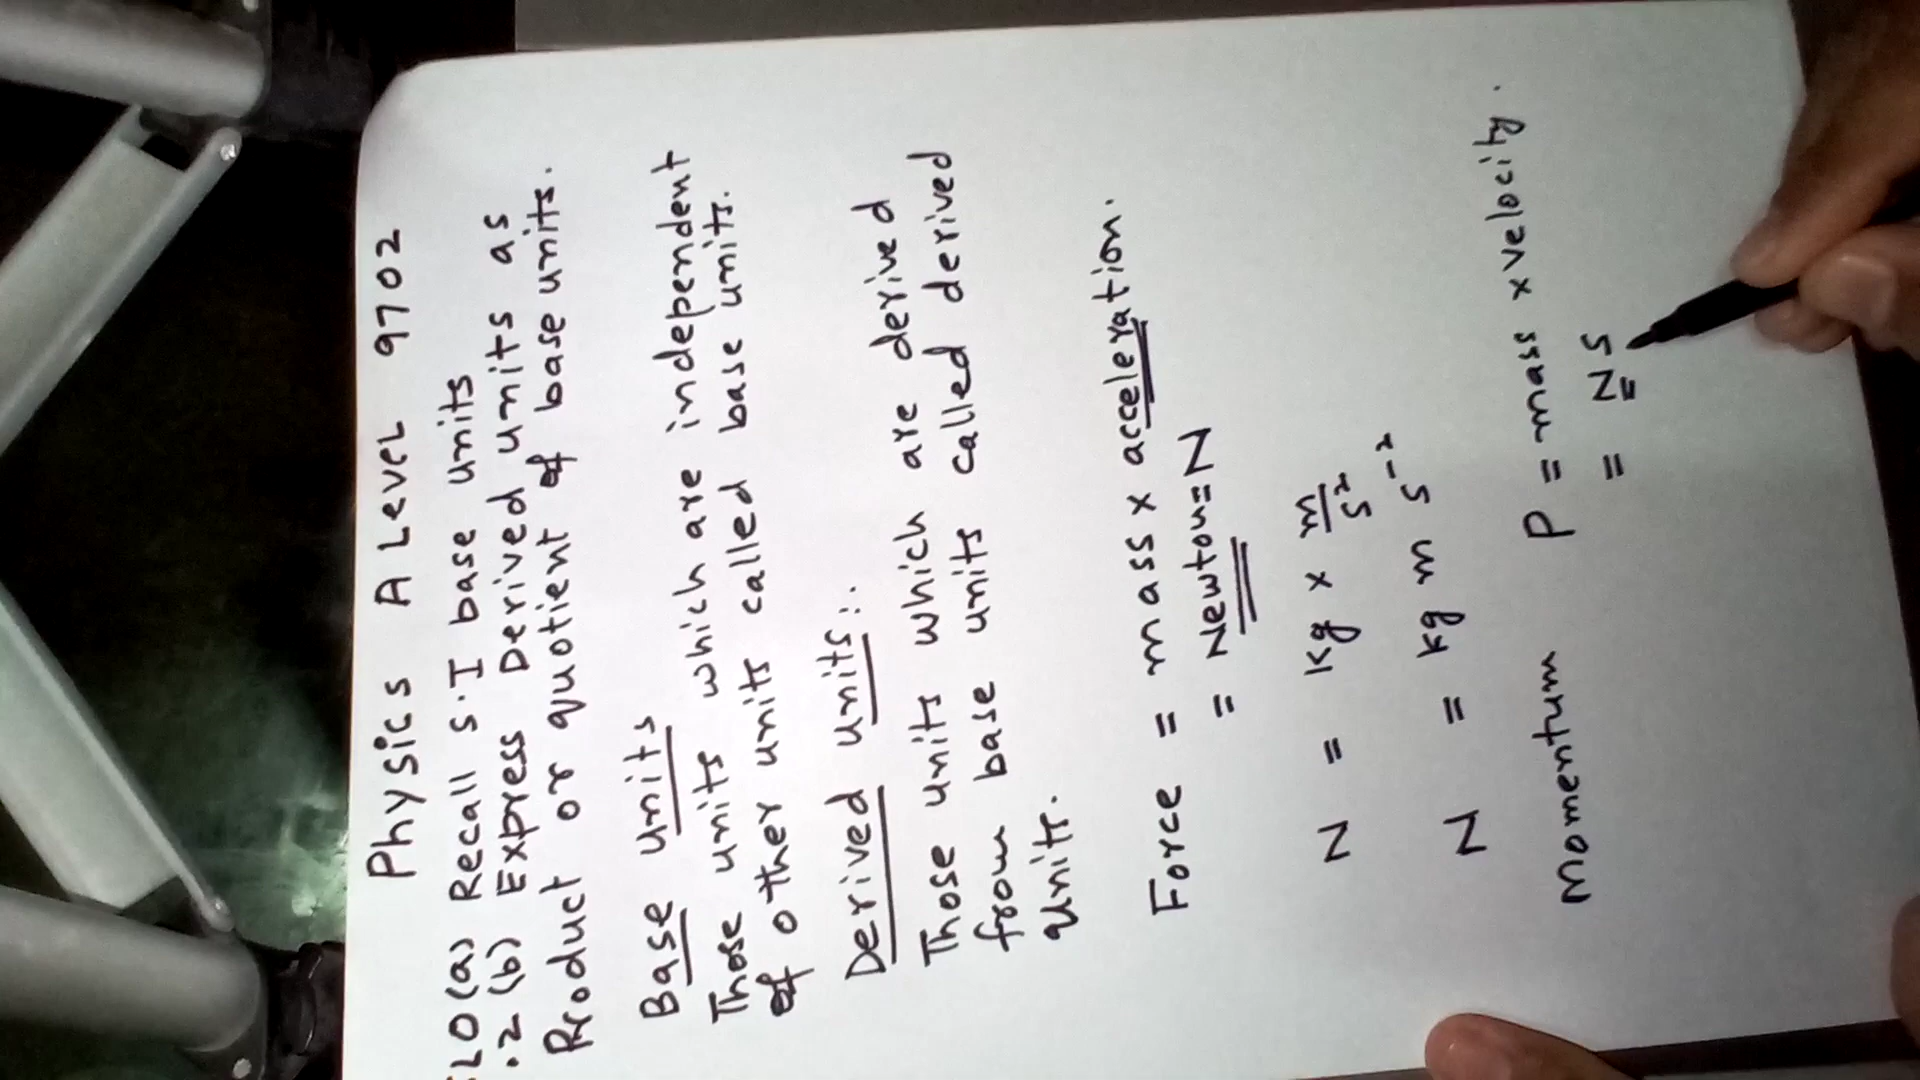 Physics A Level 9702
SLO (a) Recall S.I base units
.2 (b) Express Derived units as
Product or quotient of base units.
Base units
Those units which are independent
of other units called base units.
Derived units:.
Those units which are derived
from base units called derived
units.
Force = mass x acceleration.
= Newton = N
N = kg x m/s²
N = kg m s⁻²
Momentum P = mass x velocity.
= N s